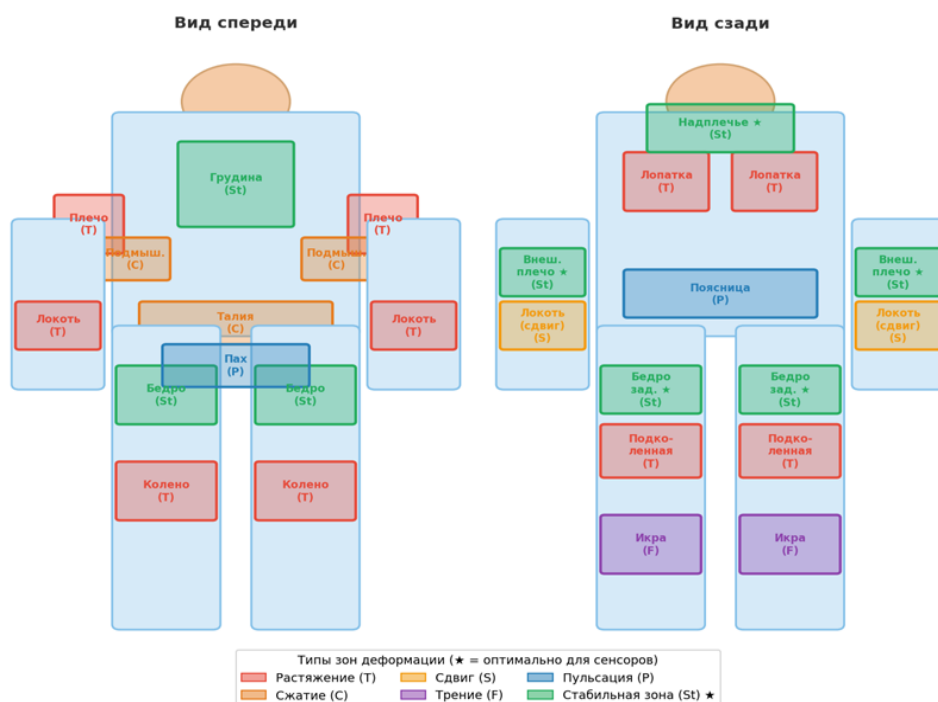 Вид спереди
Вид сзади
Грудина
(St)
Плечо
(T)
Плечо
(T)
Подмыш.
(C)
Подмыш.
(C)
Локоть
(T)
Талия
(C)
Локоть
(T)
Пах
(P)
Бедро
(St)
Бедро
(St)
Колено
(T)
Колено
(T)
Надплечье ★
(St)
Лопатка
(T)
Лопатка
(T)
Внеш.
плечо ★
(St)
Поясница
(P)
Внеш.
плечо ★
(St)
Локоть
(сдвиг)
(S)
Локоть
(сдвиг)
(S)
Бедро
зад. ★
(St)
Бедро
зад. ★
(St)
Подко-
ленная
(T)
Подко-
ленная
(T)
Икра
(F)
Икра
(F)
Типы зон деформации (★ = оптимально для сенсоров)
Растяжение (T)
Сдвиг (S)
Пульсация (P)
Сжатие (C)
Трение (F)
Стабильная зона (St) ★